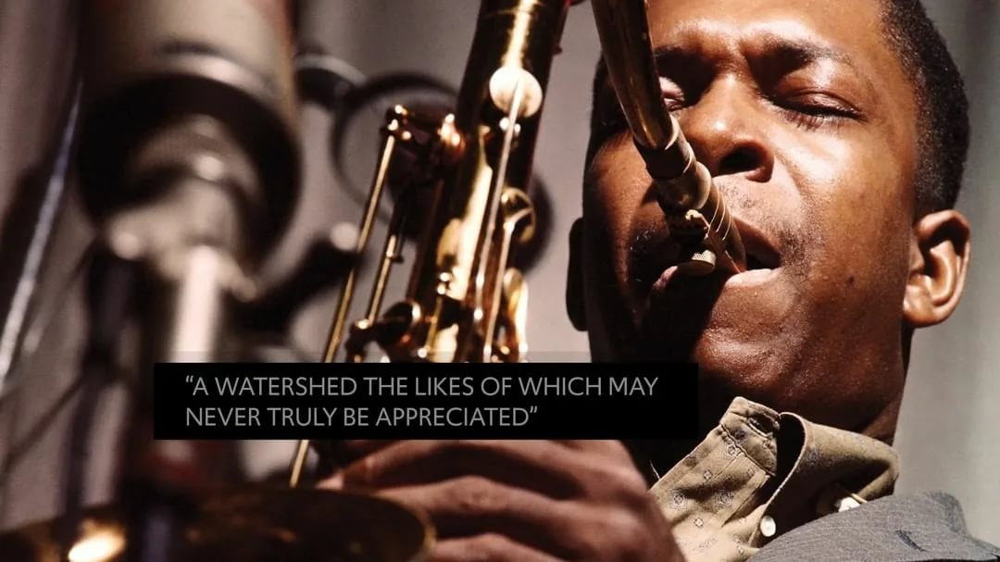 “A WATERSHED THE LIKES OF WHICH MAY
NEVER TRULY BE APPRECIATED”